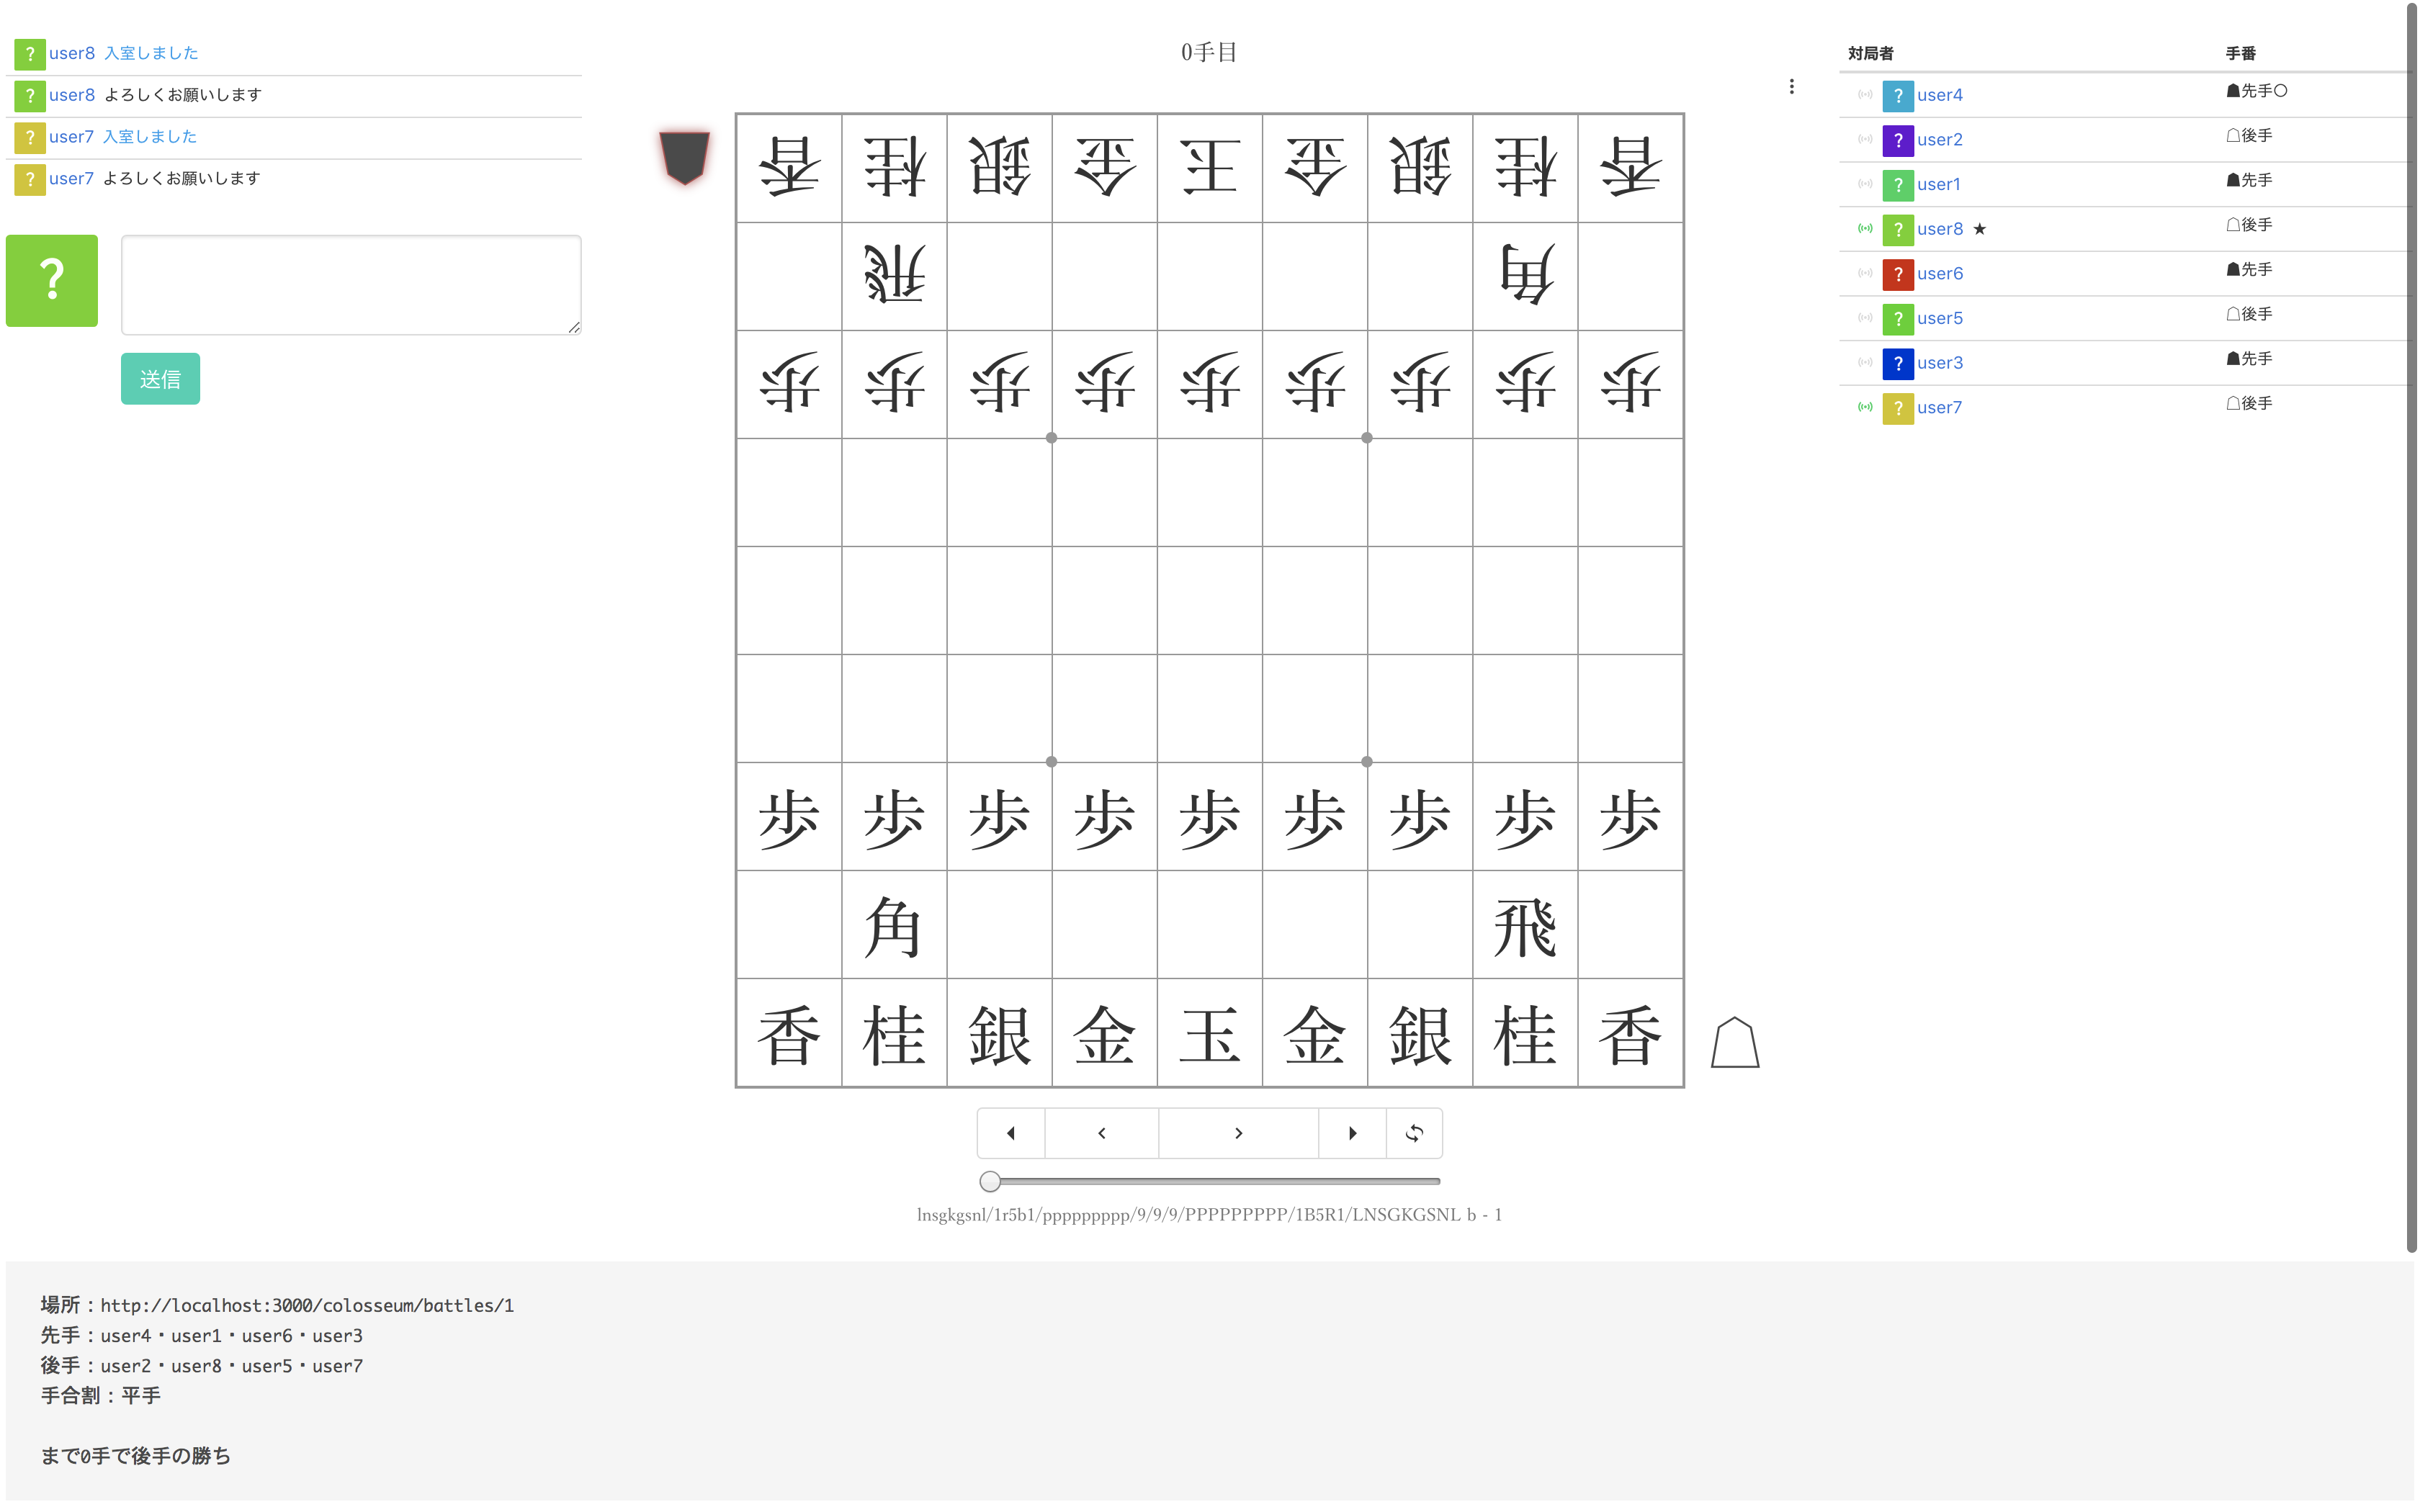 user8 入室しました
user8 よろしくお願いします
user7 入室しました
user7 よろしくお願いします
?
送信
0手目
香桂銀金王金銀桂香
飛角
歩歩歩歩歩歩歩歩歩
歩歩歩歩歩歩歩歩歩
角飛
香桂銀金玉金銀桂香
lnsgkgsnl/1r5b1/ppppppppp/9/9/9/PPPPPPPPP/1B5R1/LNSGKGSNL b - 1
対局者 手番
? user4 ☗先手○
? user2 ☖後手
? user1 ☗先手
? user8 ★ ☖後手
? user6 ☗先手
? user5 ☖後手
? user3 ☗先手
? user7 ☖後手
場所：http://localhost:3000/colosseum/battles/1
先手：user4・user1・user6・user3
後手：user2・user8・user5・user7
手合割：平手
まで0手で後手の勝ち